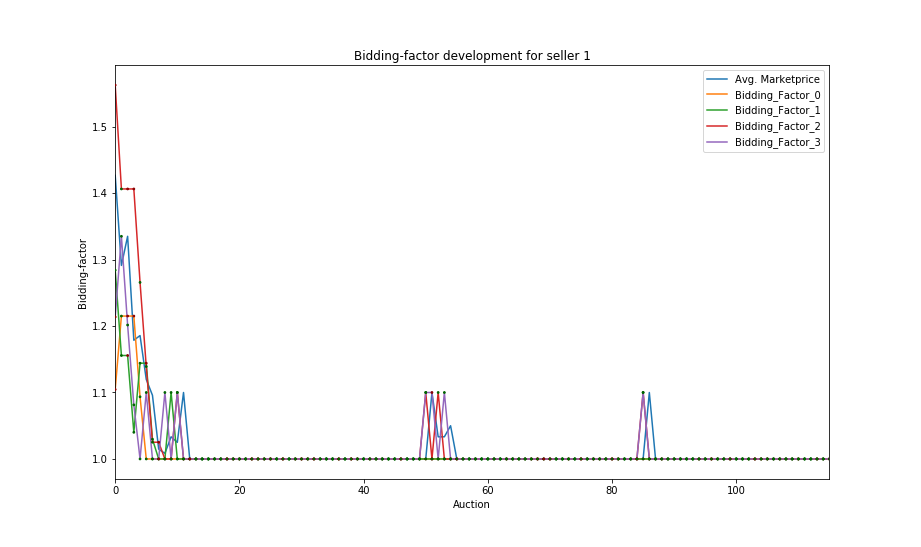 Bidding-factor development for seller 1
Avg. Marketprice
Bidding_Factor_0
Bidding_Factor_1
Bidding_Factor_2
Bidding_Factor_3
1.5
1.4
1.3
1.2
1.1
1.0
Bidding-factor
0 20 40 60 80 100
Auction